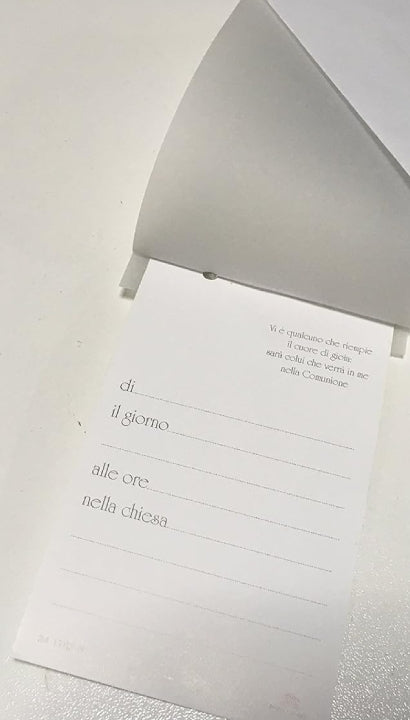 Vi è qualcuno che riempie
il cuore di gioia:
sarà colui che verrà in me
nella Comunione
di
il giorno
alle ore
nella chiesa